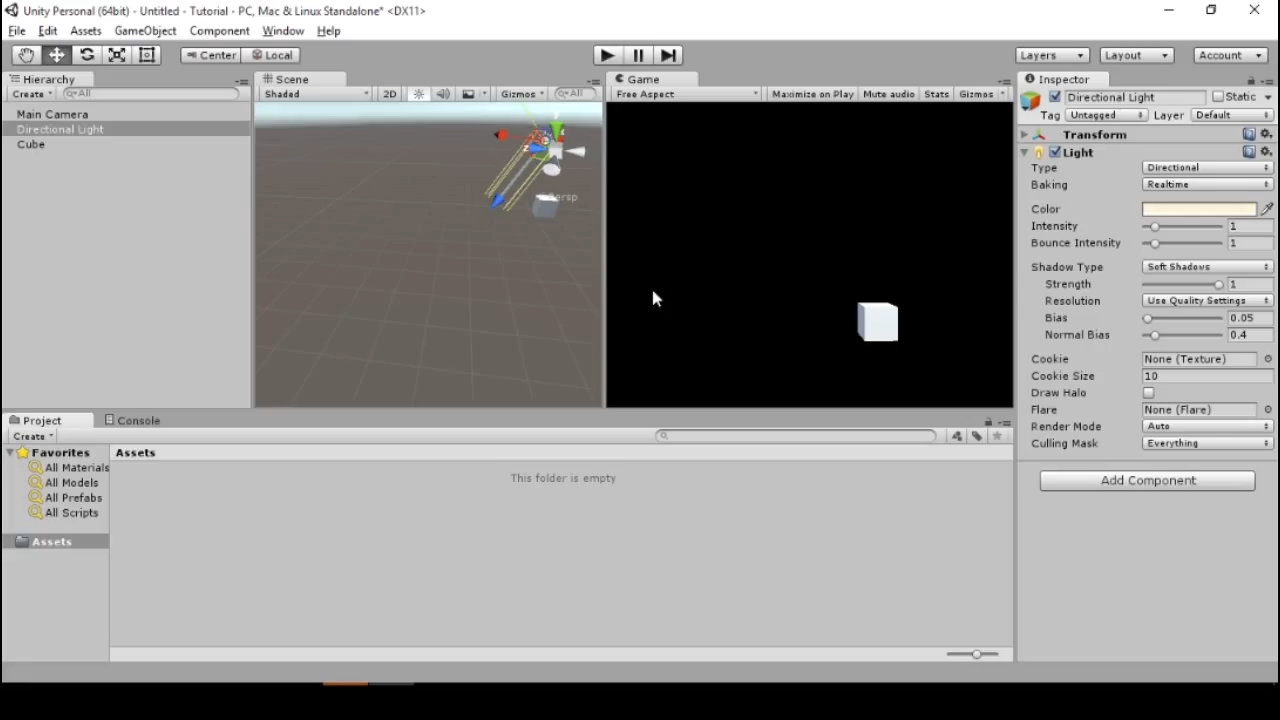 Unity Personal (64bit) - Untitled - Tutorial - PC, Mac & Linux Standalone* <DX11>
File Edit Assets GameObject Component Window Help
Center Local Layers Layout Account
Hierarchy
Create All
Main Camera
Directional Light
Cube
Scene
Shaded 2D Gizmos All
Persp
Game
Free Aspect Maximize on Play Mute audio Stats Gizmos
Inspector
Directional Light Static
Tag Untagged Layer Default
Transform
Light
Type Directional
Baking Realtime
Color
Intensity 1
Bounce Intensity 1
Shadow Type Soft Shadows
Strength 1
Resolution Use Quality Settings
Bias 0.05
Normal Bias 0.4
Cookie None (Texture)
Cookie Size 10
Draw Halo
Flare None (Flare)
Render Mode Auto
Culling Mask Everything
Add Component
Project Console
Create
Favorites
All Materials
All Models
All Prefabs
All Scripts
Assets
Assets
This folder is empty